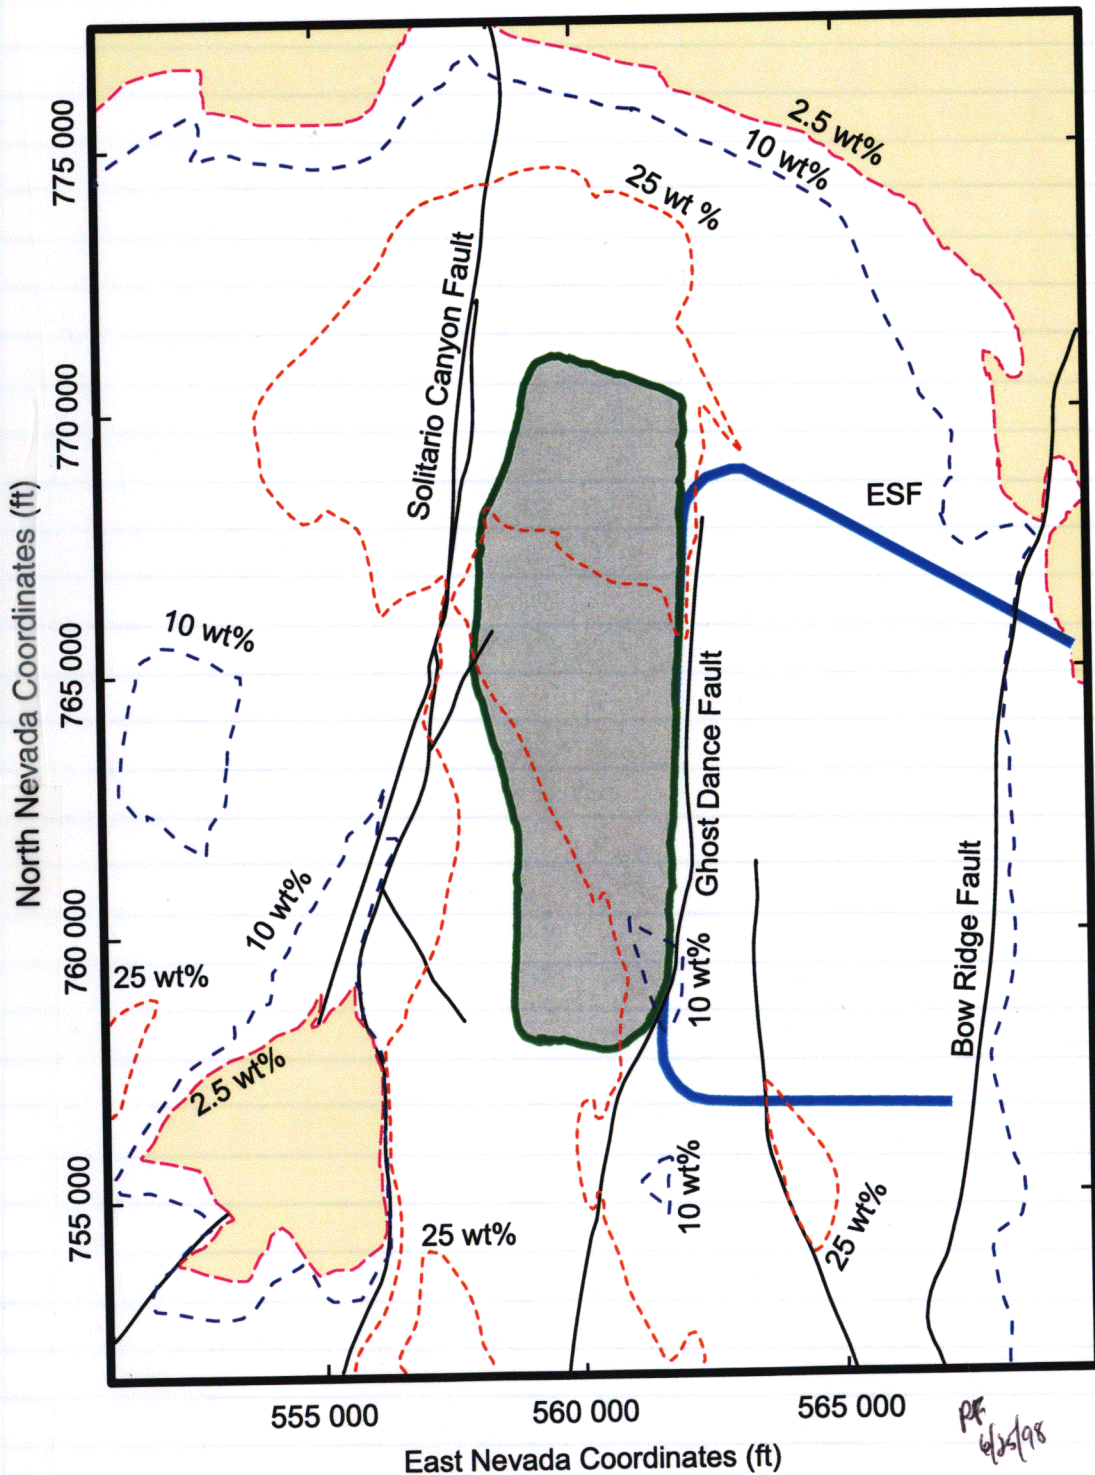 2.5 wt%
10 wt%
25 wt %
775 000
Solitario Canyon Fault
770 000
ESF
North Nevada Coordinates (ft)
10 wt%
765 000
Ghost Dance Fault
10 wt%
Bow Ridge Fault
760 000
10 wt%
25 wt%
2.5 wt%
755 000
10 wt%
25 wt%
25 wt%
555 000
560 000
565 000
East Nevada Coordinates (ft)
PF
6/25/98